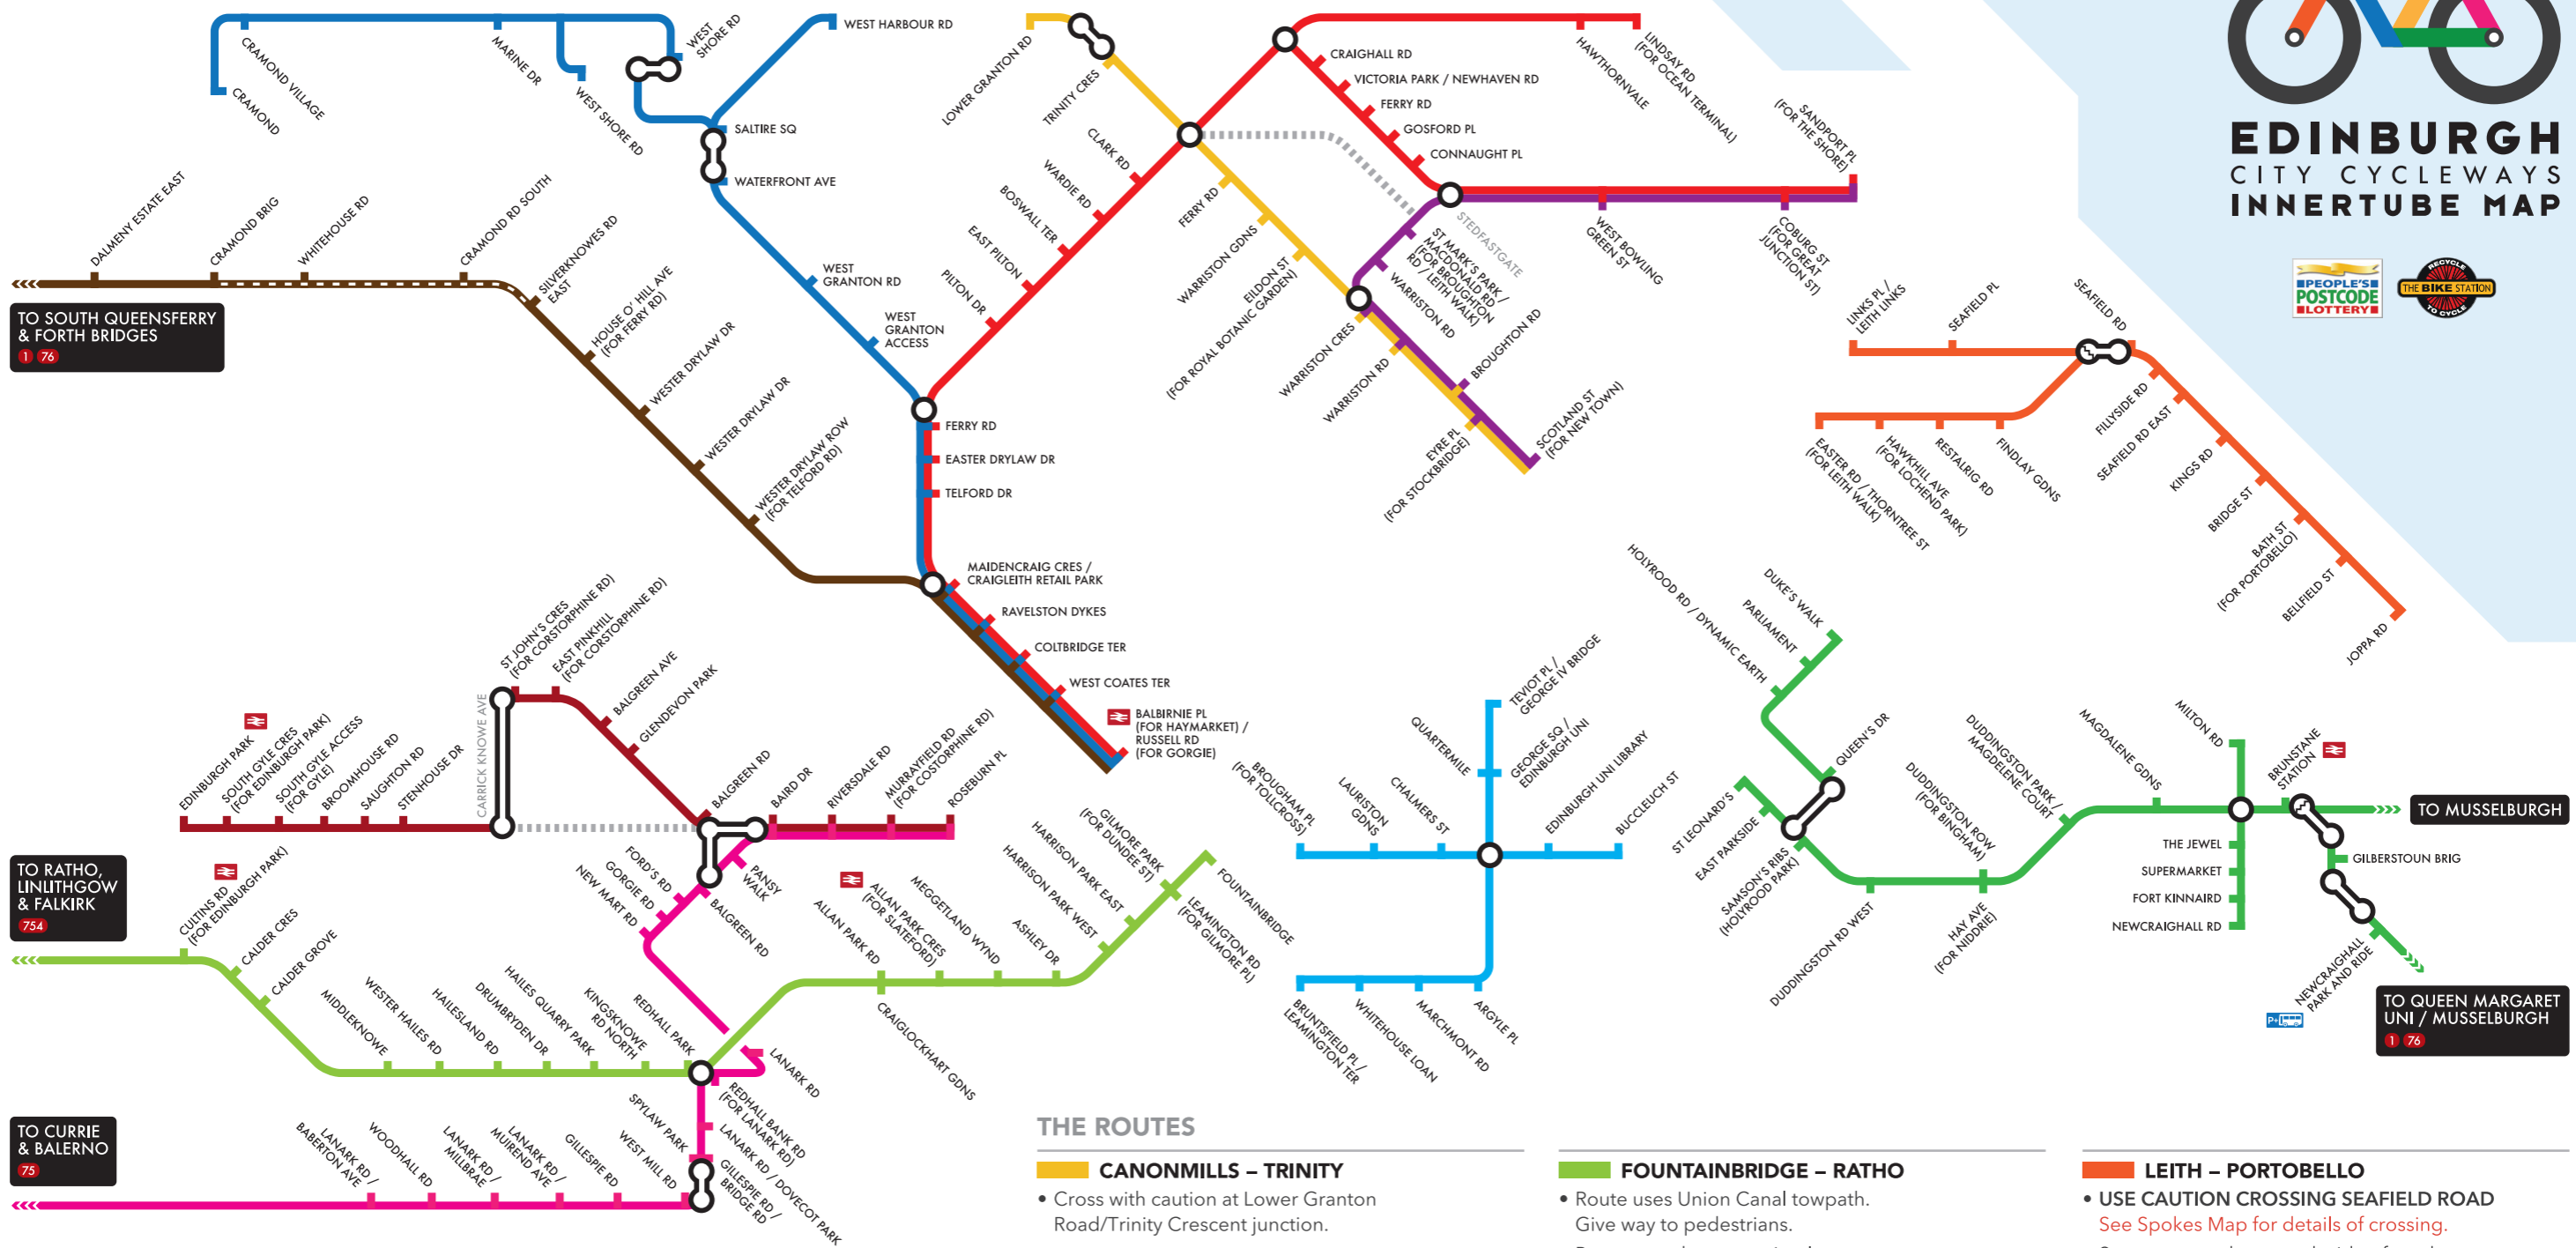 EDINBURGH
CITY CYCLEWAYS
INNERTUBE MAP
PEOPLE'S
POSTCODE
LOTTERY
RECYCLE
THE BIKE STATION
TO CYCLE
CRAMOND
CRAMOND VILLAGE
MARINE DR
WEST SHORE RD
WEST
SHORE RD
WEST HARBOUR RD
SALTIRE SQ
WATERFRONT AVE
WEST
GRANTON RD
WEST
GRANTON
ACCESS
LOWER GRANTON RD
TRINITY CRES
CLARK RD
WARDIE RD
BOSWALL TER
EAST PILTON
PILTON DR
CRAIGHALL RD
VICTORIA PARK / NEWHAVEN RD
FERRY RD
GOSFORD PL
CONNAUGHT PL
HAWTHORNVALE
LINDSAY RD
(FOR OCEAN TERMINAL)
SANDPORT PL
(FOR THE SHORE)
STEDFASTGATE
WEST BOWLING
GREEN ST
COBURG ST
(FOR GREAT
JUNCTION ST)
FERRY RD
WARRISTON GDNS
EILDON ST
(FOR ROYAL BOTANIC GARDEN)
ST MARK'S PARK /
MACDONALD RD
(FOR BROUGHTON
RD / LEITH WALK)
WARRISTON RD
WARRISTON CRES
WARRISTON RD
BROUGHTON RD
EYRE PL
(FOR STOCKBRIDGE)
SCOTLAND ST
(FOR NEW TOWN)
DALMENY ESTATE EAST
CRAMOND BRIG
WHITEHOUSE RD
CRAMOND RD SOUTH
SILVERKNOWES RD
EAST
HOUSE O' HILL AVE
(FOR FERRY RD)
WESTER DRYLAW DR
WESTER DRYLAW DR
WESTER DRYLAW ROW
(FOR TELFORD RD)
TO SOUTH QUEENSFERRY
& FORTH BRIDGES
1 76
FERRY RD
EASTER DRYLAW DR
TELFORD DR
MAIDENCRAIG CRES /
CRAIGLEITH RETAIL PARK
RAVELSTON DYKES
COLTBRIDGE TER
WEST COATES TER
BALBIRNIE PL
(FOR HAYMARKET) /
RUSSELL RD
(FOR GORGIE)
LINKS PL /
LEITH LINKS
SEAFIELD PL
SEAFIELD RD
EASTER RD / THORNTREE ST
(FOR LEITH WALK)
HAWKHILL AVE
(FOR LOCHEND PARK)
RESTALRIG RD
FINDLAY GDNS
FILLYSIDE RD
SEAFIELD RD EAST
KINGS RD
BRIDGE ST
BATH ST
(FOR PORTOBELLO)
BELLFIELD ST
JOPPA RD
ST JOHN'S CRES
(FOR CORSTORPHINE RD)
EAST PINKHILL
(FOR CORSTORPHINE RD)
BALGREEN AVE
GLENDEVON PARK
CARRICK KNOWE AVE
EDINBURGH PARK
SOUTH GYLE CRES
(FOR EDINBURGH PARK)
SOUTH GYLE ACCESS
(FOR GYLE)
BROOMHOUSE RD
SAUGHTON RD
STENHOUSE DR
BALGREEN RD
BAIRD DR
RIVERSDALE RD
MURRAYFIELD RD
(FOR COSTORPHINE RD)
ROSEBURN PL
PANSY
WALK
FORD'S RD
GORGIE RD
NEW MART RD
BALGREEN RD
TO RATHO,
LINLITHGOW
& FALKIRK
754
CULTINS RD
(FOR EDINBURGH PARK)
CALDER CRES
CALDER GROVE
MIDDLEKNOWE
WESTER HAILES RD
HAILESLAND RD
DRUMBRYDEN DR
HAILES QUARRY PARK
KINGSKNOWE
RD NORTH
REDHALL PARK
ALLAN PARK RD
ALLAN PARK CRES
(FOR SLATEFORD)
MEGGETLAND WYND
ASHLEY DR
CRAIGLOCKHART GDNS
HARRISON PARK WEST
HARRISON PARK EAST
GILMORE PARK
(FOR DUNDEE ST)
LEAMINGTON RD
(FOR GILMORE PL)
FOUNTAINBRIDGE
LANARK RD
REDHALL BANK RD
(FOR LANARK RD)
LANARK RD / DOVECOT PARK
SPYLAW PARK
GILLESPIE RD /
BRIDGE RD
WEST MILL RD
GILLESPIE RD
LANARK RD /
MUIREND AVE
LANARK RD /
MILLBRAE
WOODHALL RD
LANARK RD /
BABERTON AVE
TO CURRIE
& BALERNO
75
TEVIOT PL /
GEORGE IV BRIDGE
QUARTERMILE
GEORGE SQ /
EDINBURGH UNI
BROUGHAM PL
(FOR TOLLCROSS)
LAURISTON
GDNS
CHALMERS ST
EDINBURGH UNI LIBRARY
BUCCLEUCH ST
BRUNTSFIELD PL /
LEAMINGTON TER
WHITEHOUSE LOAN
MARCHMONT RD
ARGYLE PL
DUKE'S WALK
PARLIAMENT
HOLYROOD RD / DYNAMIC EARTH
QUEEN'S DR
ST LEONARD'S
EAST PARKSIDE
SAMSON'S RIBS
(HOLYROOD PARK)
DUDDINGSTON RD WEST
HAY AVE
(FOR NIDDRIE)
DUDDINGSTON ROW
(FOR BINGHAM)
DUDDINGSTON PARK /
MAGDELENE COURT
MAGDALENE GDNS
MILTON RD
BRUNSTANE
STATION
THE JEWEL
SUPERMARKET
FORT KINNAIRD
NEWCRAIGHALL RD
TO MUSSELBURGH
GILBERSTOUN BRIG
NEWCRAIGHALL
PARK AND RIDE
P+
TO QUEEN MARGARET
UNI / MUSSELBURGH
1 76
THE ROUTES
CANONMILLS – TRINITY
• Cross with caution at Lower Granton
Road/Trinity Crescent junction.
FOUNTAINBRIDGE – RATHO
• Route uses Union Canal towpath.
Give way to pedestrians.
LEITH – PORTOBELLO
• USE CAUTION CROSSING SEAFIELD ROAD
See Spokes Map for details of crossing.